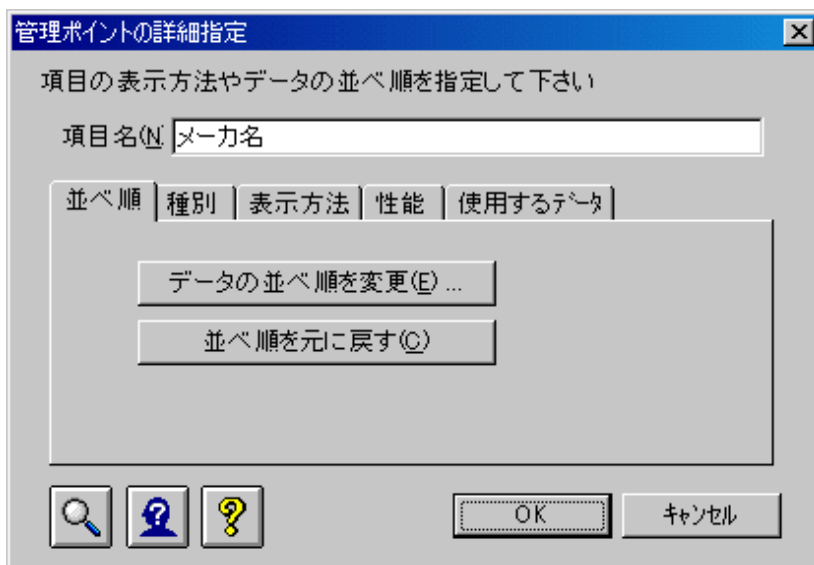 管理ポイントの詳細指定
項目の表示方法やデータの並べ順を指定して下さい
項目名(N) メーカ名
並べ順 種別 表示方法 性能 使用するﾃﾞｰﾀ
データの並べ順を変更(E) ...
並べ順を元に戻す(C)
OK ｷｬﾝｾﾙ